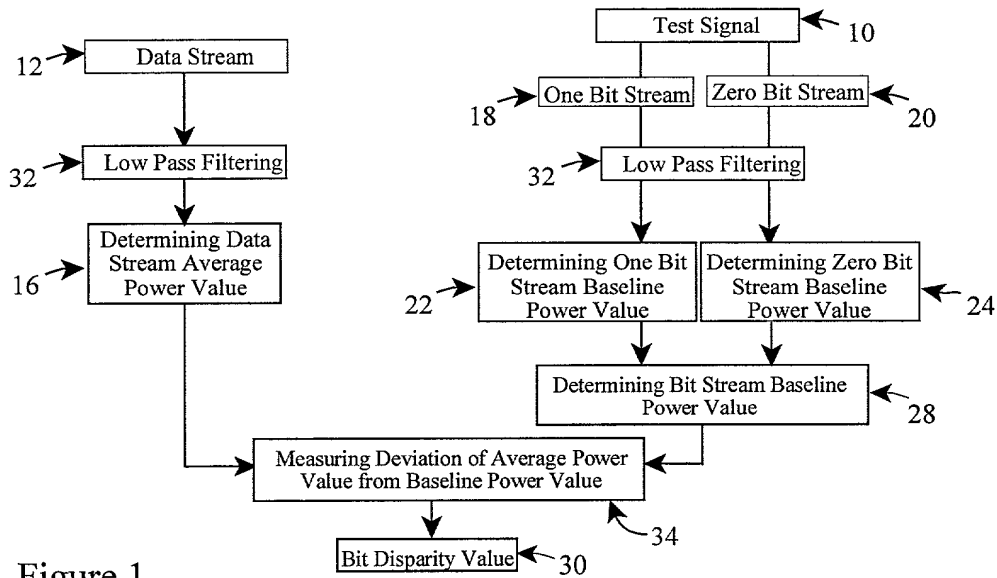 Test Signal
10
12
Data Stream
18
One Bit Stream
Zero Bit Stream
20
32
Low Pass Filtering
32
Low Pass Filtering
16
Determining Data
Stream Average
Power Value
22
Determining One Bit
Stream Baseline
Power Value
Determining Zero Bit
Stream Baseline
Power Value
24
Determining Bit Stream Baseline
Power Value
28
Measuring Deviation of Average Power
Value from Baseline Power Value
34
Bit Disparity Value
30
Figure 1